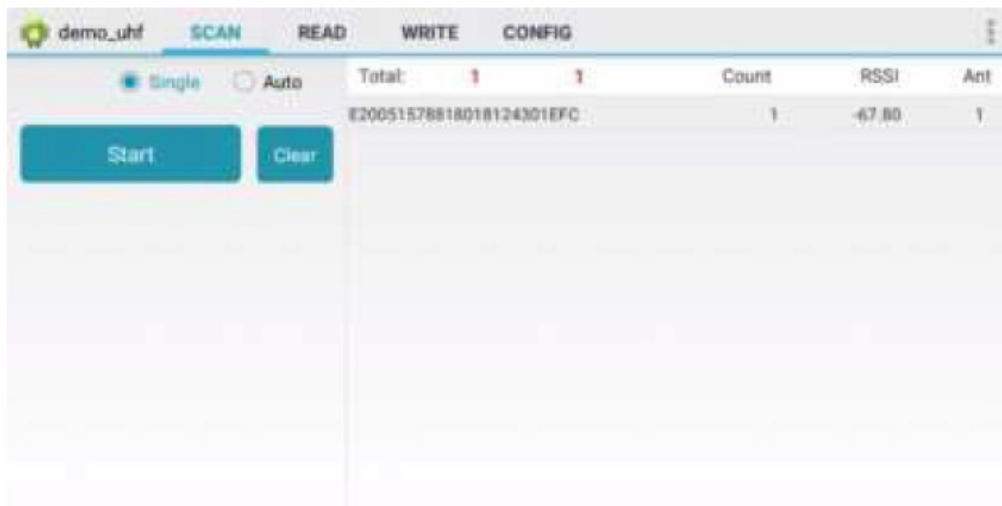 demo_uhf SCAN READ WRITE CONFIG
Single Auto
Total: 1 1 Count RSSI Ant
E20051578818018124301EFC 1 -67.80 1
Start Clear